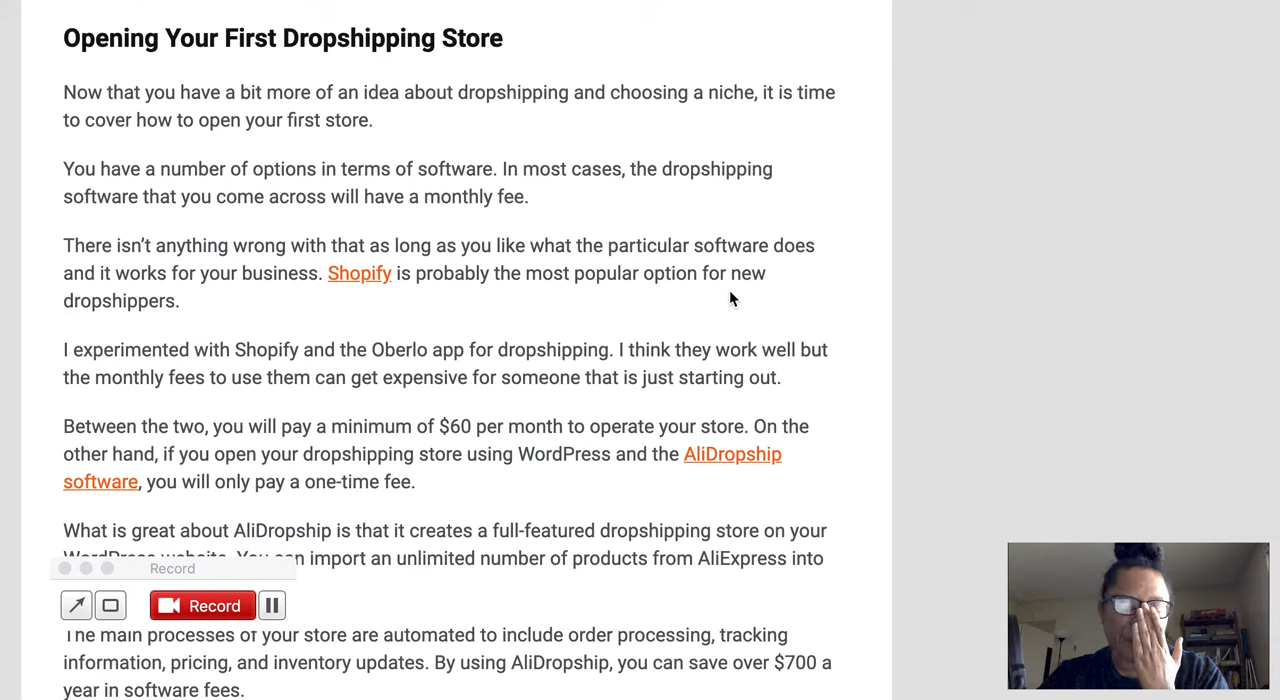 Opening Your First Dropshipping Store
Now that you have a bit more of an idea about dropshipping and choosing a niche, it is time
to cover how to open your first store.
You have a number of options in terms of software. In most cases, the dropshipping
software that you come across will have a monthly fee.
There isn’t anything wrong with that as long as you like what the particular software does
and it works for your business. Shopify is probably the most popular option for new
dropshippers.
I experimented with Shopify and the Oberlo app for dropshipping. I think they work well but
the monthly fees to use them can get expensive for someone that is just starting out.
Between the two, you will pay a minimum of $60 per month to operate your store. On the
other hand, if you open your dropshipping store using WordPress and the AliDropship
software, you will only pay a one-time fee.
What is great about AliDropship is that it creates a full-featured dropshipping store on your
WordPress website. You can import an unlimited number of products from AliExpress into
Record
Record
The main processes of your store are automated to include order processing, tracking
information, pricing, and inventory updates. By using AliDropship, you can save over $700 a
year in software fees.